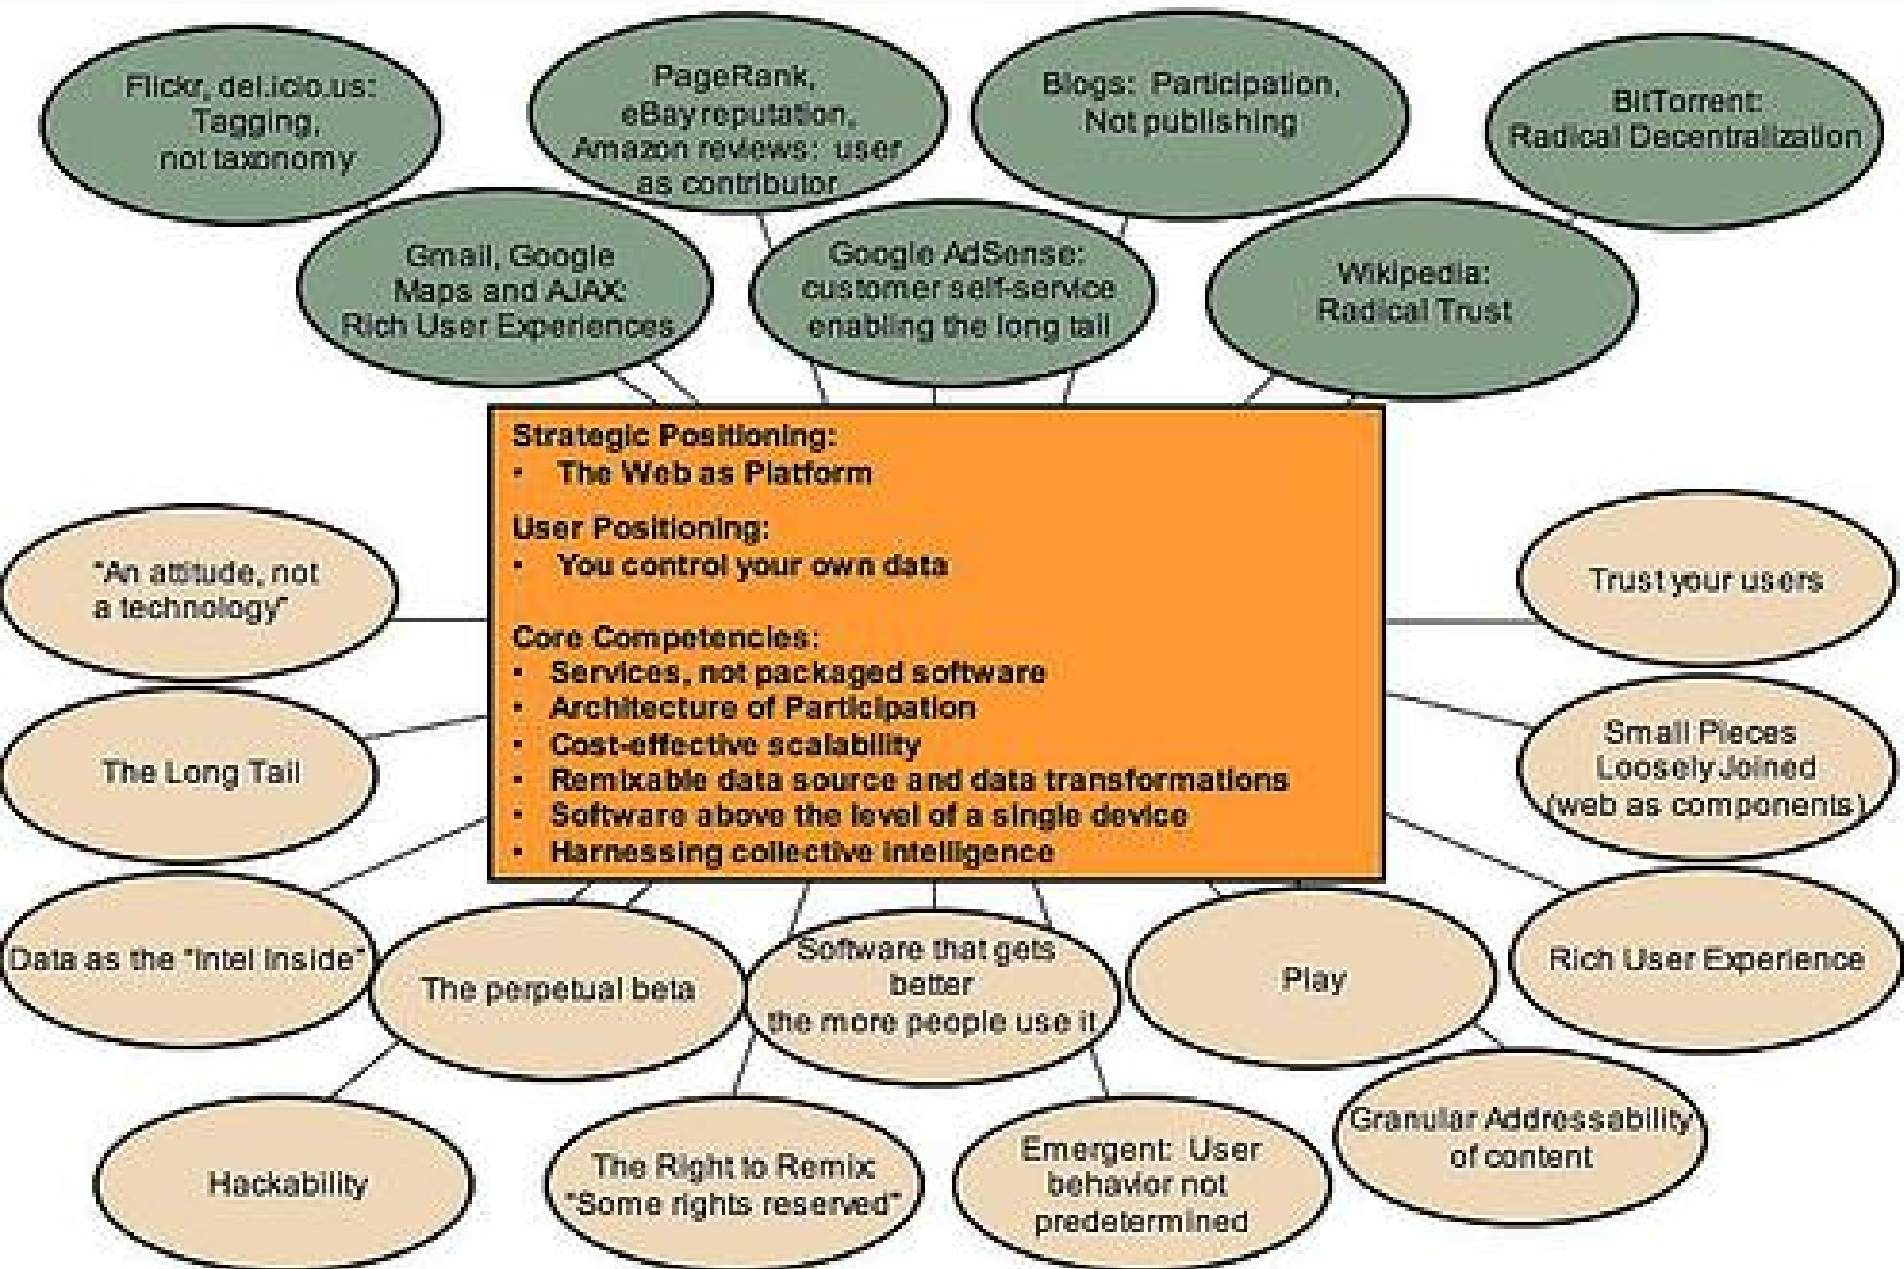 Flickr, del.icio.us:
Tagging,
not taxonomy
PageRank,
eBay reputation,
Amazon reviews: user
as contributor
Blogs: Participation,
Not publishing
BitTorrent:
Radical Decentralization
Gmail, Google
Maps and AJAX:
Rich User Experiences
Google AdSense:
customer self-service
enabling the long tail
Wikipedia:
Radical Trust
Strategic Positioning:
• The Web as Platform
User Positioning:
• You control your own data
Core Competencies:
• Services, not packaged software
• Architecture of Participation
• Cost-effective scalability
• Remixable data source and data transformations
• Software above the level of a single device
• Harnessing collective intelligence
"An attitude, not
a technology"
The Long Tail
Data as the "Intel Inside"
Trust your users
Small Pieces
Loosely Joined
(web as components)
Rich User Experience
The perpetual beta
Software that gets
better
the more people use it
Play
Hackability
The Right to Remix:
"Some rights reserved"
Emergent: User
behavior not
predetermined
Granular Addressability
of content